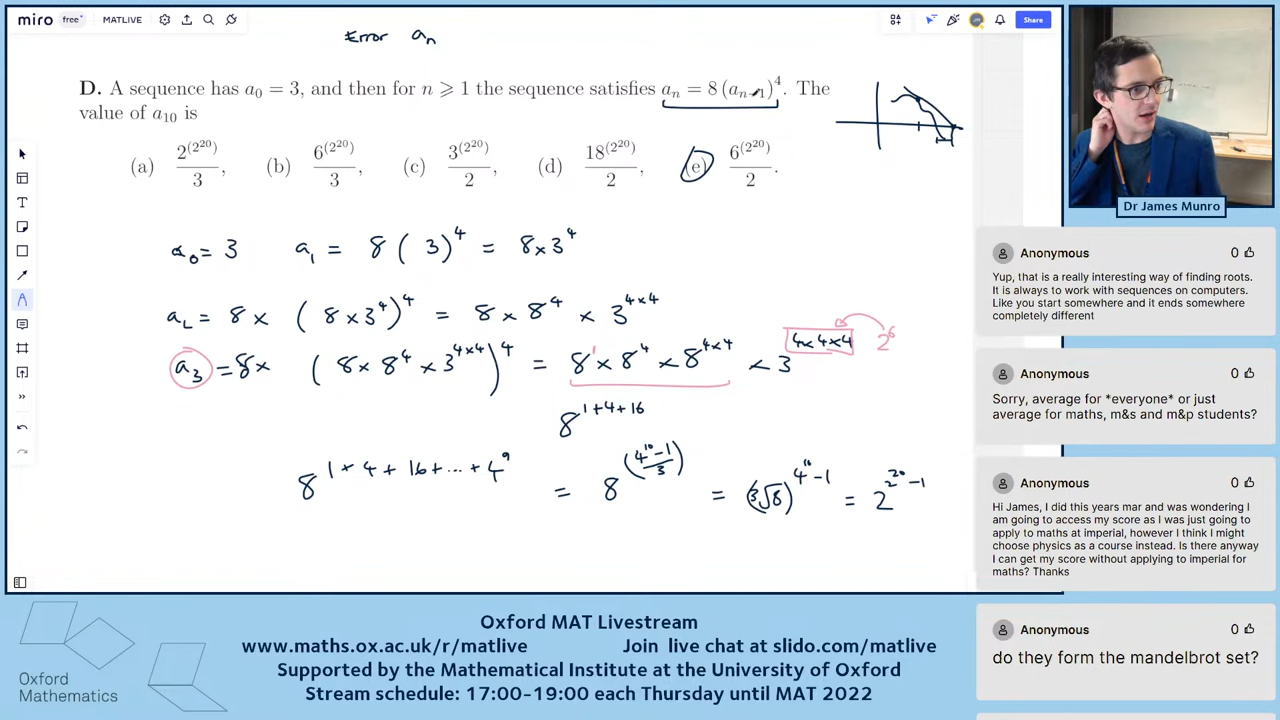 miro free MATLIVE Share
Error aₙ
D. A sequence has a₀ = 3, and then for n ⩾ 1 the sequence satisfies aₙ = 8 (aₙ₋₁)⁴. The
value of a₁₀ is
(a) 2^(2^20)/3, (b) 6^(2^20)/3, (c) 3^(2^20)/2, (d) 18^(2^20)/2, (e) 6^(2^20)/2.
a₀ = 3 a₁ = 8 ( 3)⁴ = 8×3⁴
a₂ = 8 × ( 8×3⁴)⁴ = 8 × 8⁴ × 3^(4×4)
a₃ = 8× ( 8 × 8⁴ × 3^(4×4))⁴ = 8¹ × 8⁴ × 8^(4×4) × 3^(4×4×4) 2⁶
8^(1+4+16)
8^(1+4+16+...+4⁹) = 8^((4^10−1)/3) = (³√8)^(4^10−1) = 2^(2^20−1)
Dr James Munro
Anonymous 0
Yup, that is a really interesting way of finding roots.
It is always to work with sequences on computers.
Like you start somewhere and it ends somewhere
completely different
Anonymous 0
Sorry, average for *everyone* or just
average for maths, m&s and m&p students?
Anonymous 0
Hi James, I did this years mar and was wondering I
am going to access my score as I was just going to
apply to maths at imperial, however I think I might
choose physics as a course instead. Is there anyway
I can get my score without applying to imperial for
maths? Thanks
Anonymous 0
do they form the mandelbrot set?
Oxford
Mathematics
Oxford MAT Livestream
www.maths.ox.ac.uk/r/matlive Join live chat at slido.com/matlive
Supported by the Mathematical Institute at the University of Oxford
Stream schedule: 17:00-19:00 each Thursday until MAT 2022